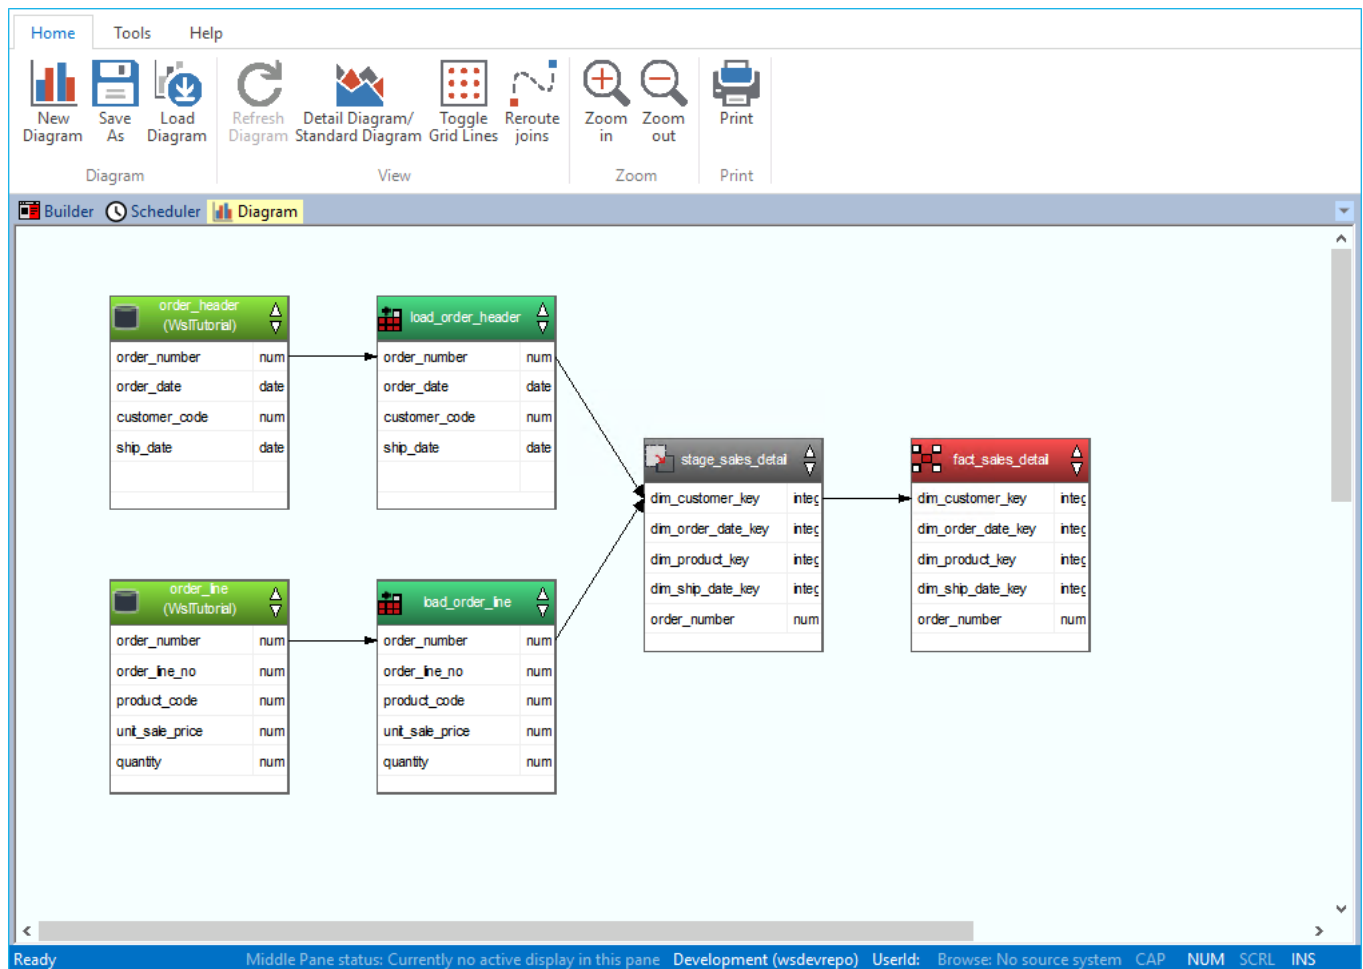 Home Tools Help
New Diagram
Save As
Load Diagram
Refresh Diagram
Detail Diagram/ Standard Diagram
Toggle Grid Lines
Reroute joins
Zoom in
Zoom out
Print
Diagram View Zoom Print
Builder Scheduler Diagram
order_header
(WslTutorial)
order_number num
order_date date
customer_code num
ship_date date
load_order_header
order_number num
order_date date
customer_code num
ship_date date
order_line
(WslTutorial)
order_number num
order_line_no num
product_code num
unit_sale_price num
quantity num
load_order_line
order_number num
order_line_no num
product_code num
unit_sale_price num
quantity num
stage_sales_detail
dim_customer_key integ
dim_order_date_key integ
dim_product_key integ
dim_ship_date_key integ
order_number num
fact_sales_detail
dim_customer_key integ
dim_order_date_key integ
dim_product_key integ
dim_ship_date_key integ
order_number num
Ready Middle Pane status: Currently no active display in this pane Development (wsdevrepo) UserId: Browse: No source system CAP NUM SCRL INS